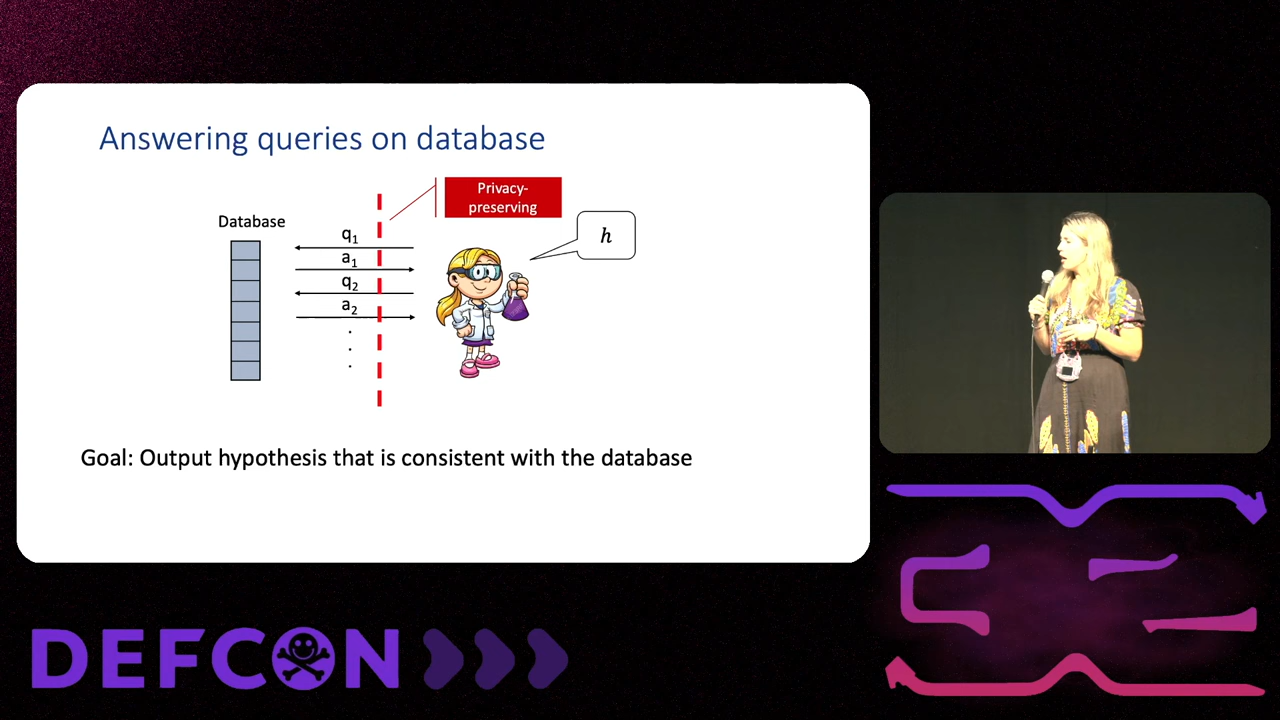 Answering queries on database
Privacy-
preserving
Database
q₁
a₁
q₂
a₂
.
.
.
h
Goal: Output hypothesis that is consistent with the database
DEFCON